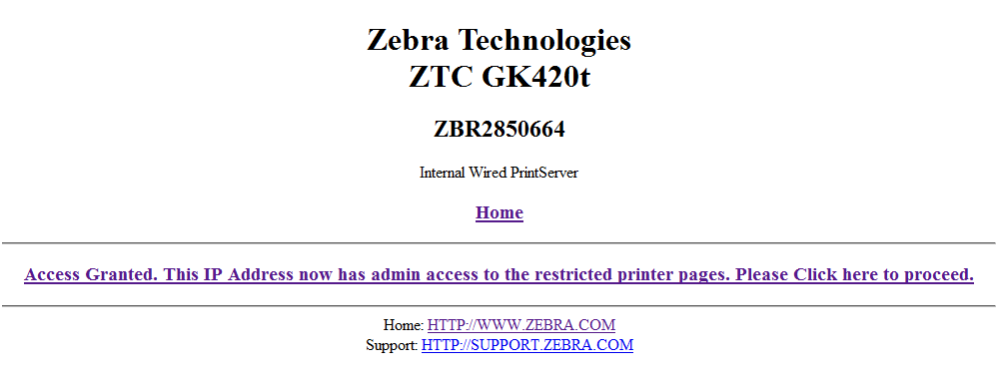 Zebra Technologies
ZTC GK420t
ZBR2850664
Internal Wired PrintServer
Home
Access Granted. This IP Address now has admin access to the restricted printer pages. Please Click here to proceed.
Home: HTTP://WWW.ZEBRA.COM
Support: HTTP://SUPPORT.ZEBRA.COM